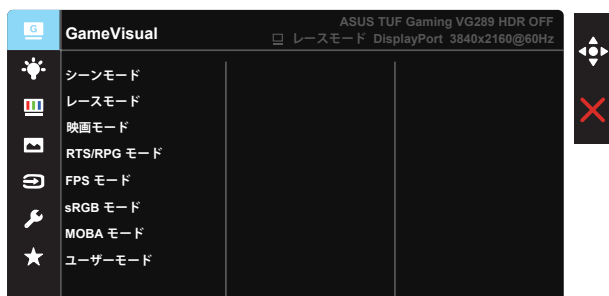 G
GameVisual
ASUS TUF Gaming VG289 HDR OFF
レースモード DisplayPort 3840x2160@60Hz
シーンモード
レースモード
映画モード
RTS/RPG モード
FPS モード
sRGB モード
MOBA モード
ユーザーモード